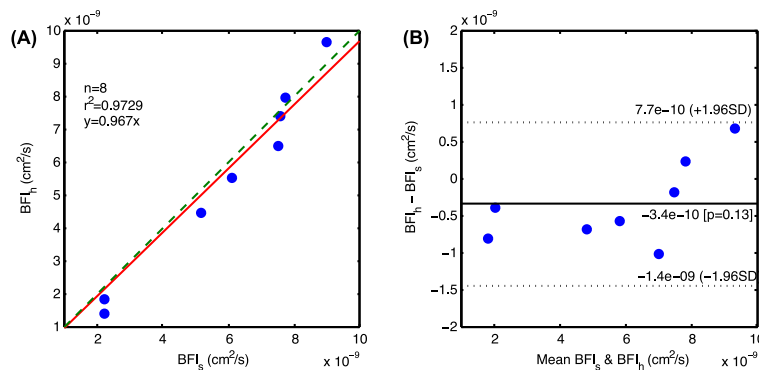 x 10⁻⁹
(A)
10
9
8
7
6
5
4
3
2
1
BFIₕ (cm²/s)
n=8
r²=0.9729
y=0.967x
2
4
6
8
10
BFIₛ (cm²/s)
x 10⁻⁹
x 10⁻⁹
(B)
2
1.5
1
0.5
0
−0.5
−1
−1.5
−2
BFIₕ − BFIₛ (cm²/s)
7.7e−10 (+1.96SD)
−3.4e−10 [p=0.13]
−1.4e−09 (−1.96SD
2
4
6
8
10
Mean BFIₛ & BFIₕ (cm²/s)
x 10⁻⁹